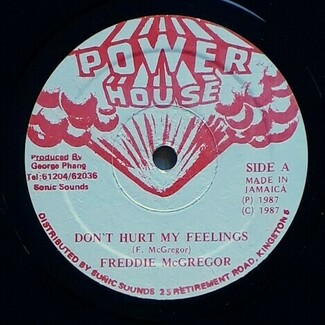 POWER
HOUSE
Produced By
George Phang
Tel:61204/62036
Sonic Sounds
SIDE A
MADE IN
JAMAICA
(P) 1987
(C) 1987
DON'T HURT MY FEELINGS
(F. McGregor)
FREDDIE McGREGOR
DISTRIBUTED BY SONIC SOUNDS 25 RETIREMENT ROAD, KINGSTON 5